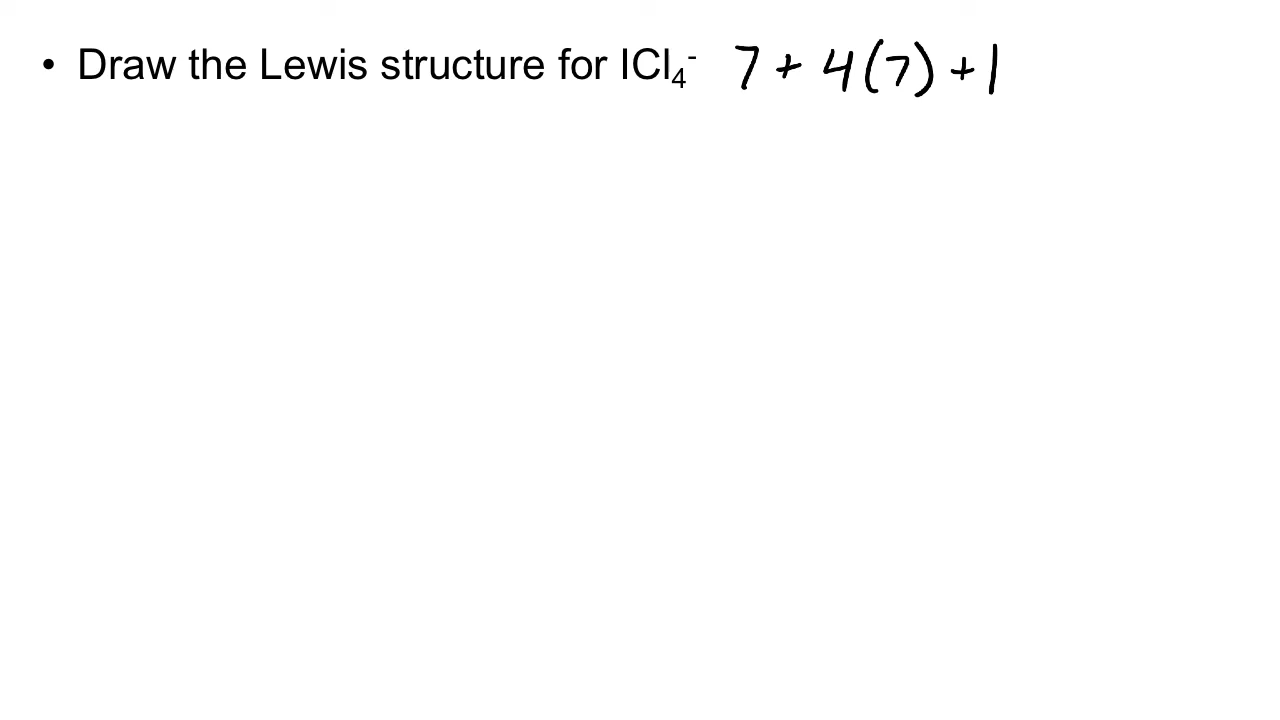 • Draw the Lewis structure for ICl₄⁻ 7 + 4(7) + 1